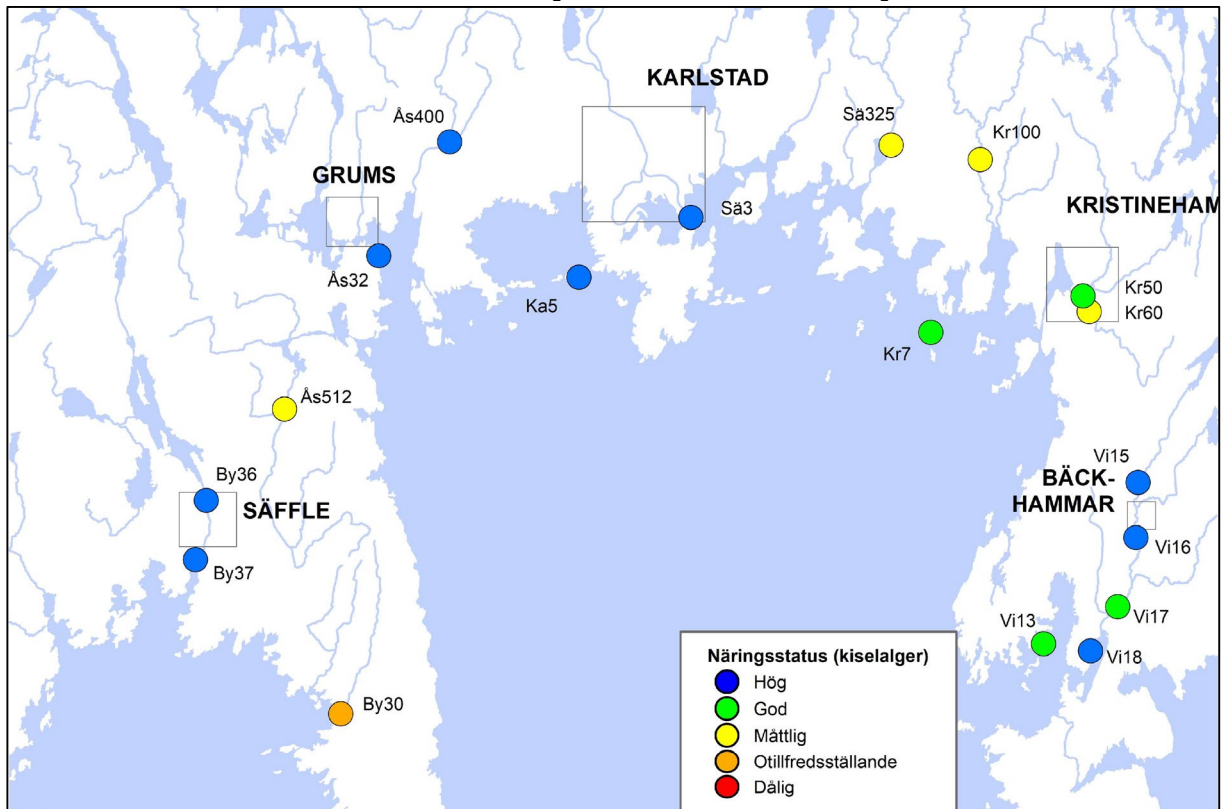 KARLSTAD
Ås400
Sä325
Kr100
GRUMS
KRISTINEHAM
Sä3
Ås32
Ka5
Kr50
Kr60
Kr7
Ås512
Vi15
By36
BÄCK-
HAMMAR
SÄFFLE
Vi16
By37
Vi17
Vi13
Vi18
By30
Näringsstatus (kiselalger)
Hög
God
Måttlig
Otillfredsställande
Dålig